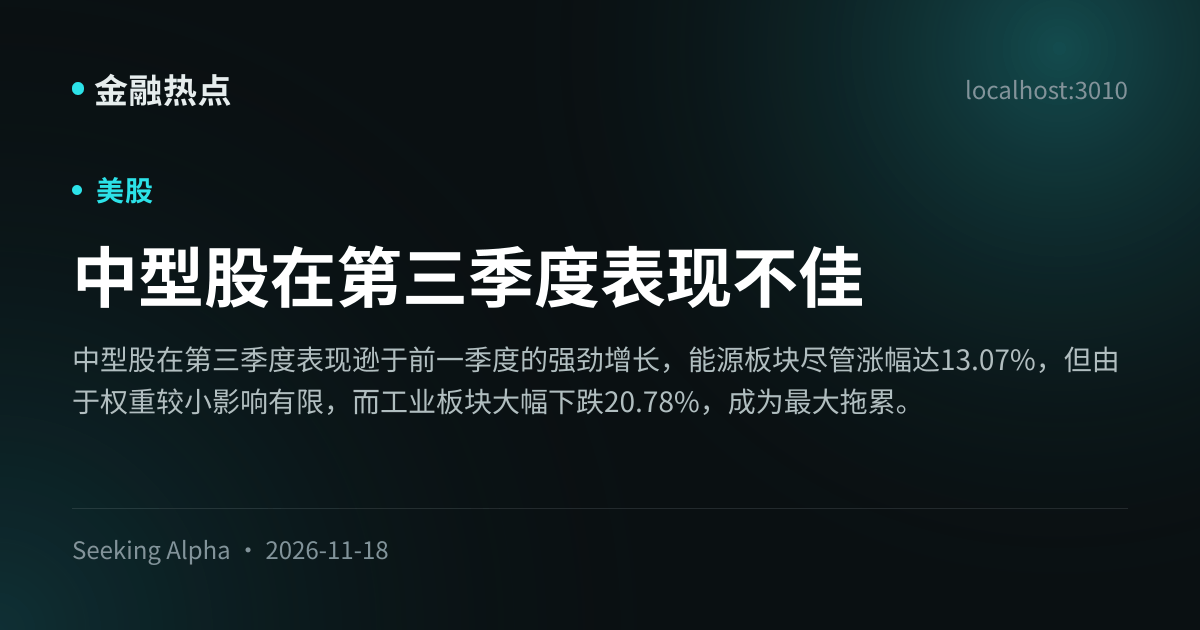 金融热点
localhost:3010
美股
中型股在第三季度表现不佳
中型股在第三季度表现逊于前一季度的强劲增长，能源板块尽管涨幅达13.07%，但由
于权重较小影响有限，而工业板块大幅下跌20.78%，成为最大拖累。
Seeking Alpha · 2026-11-18